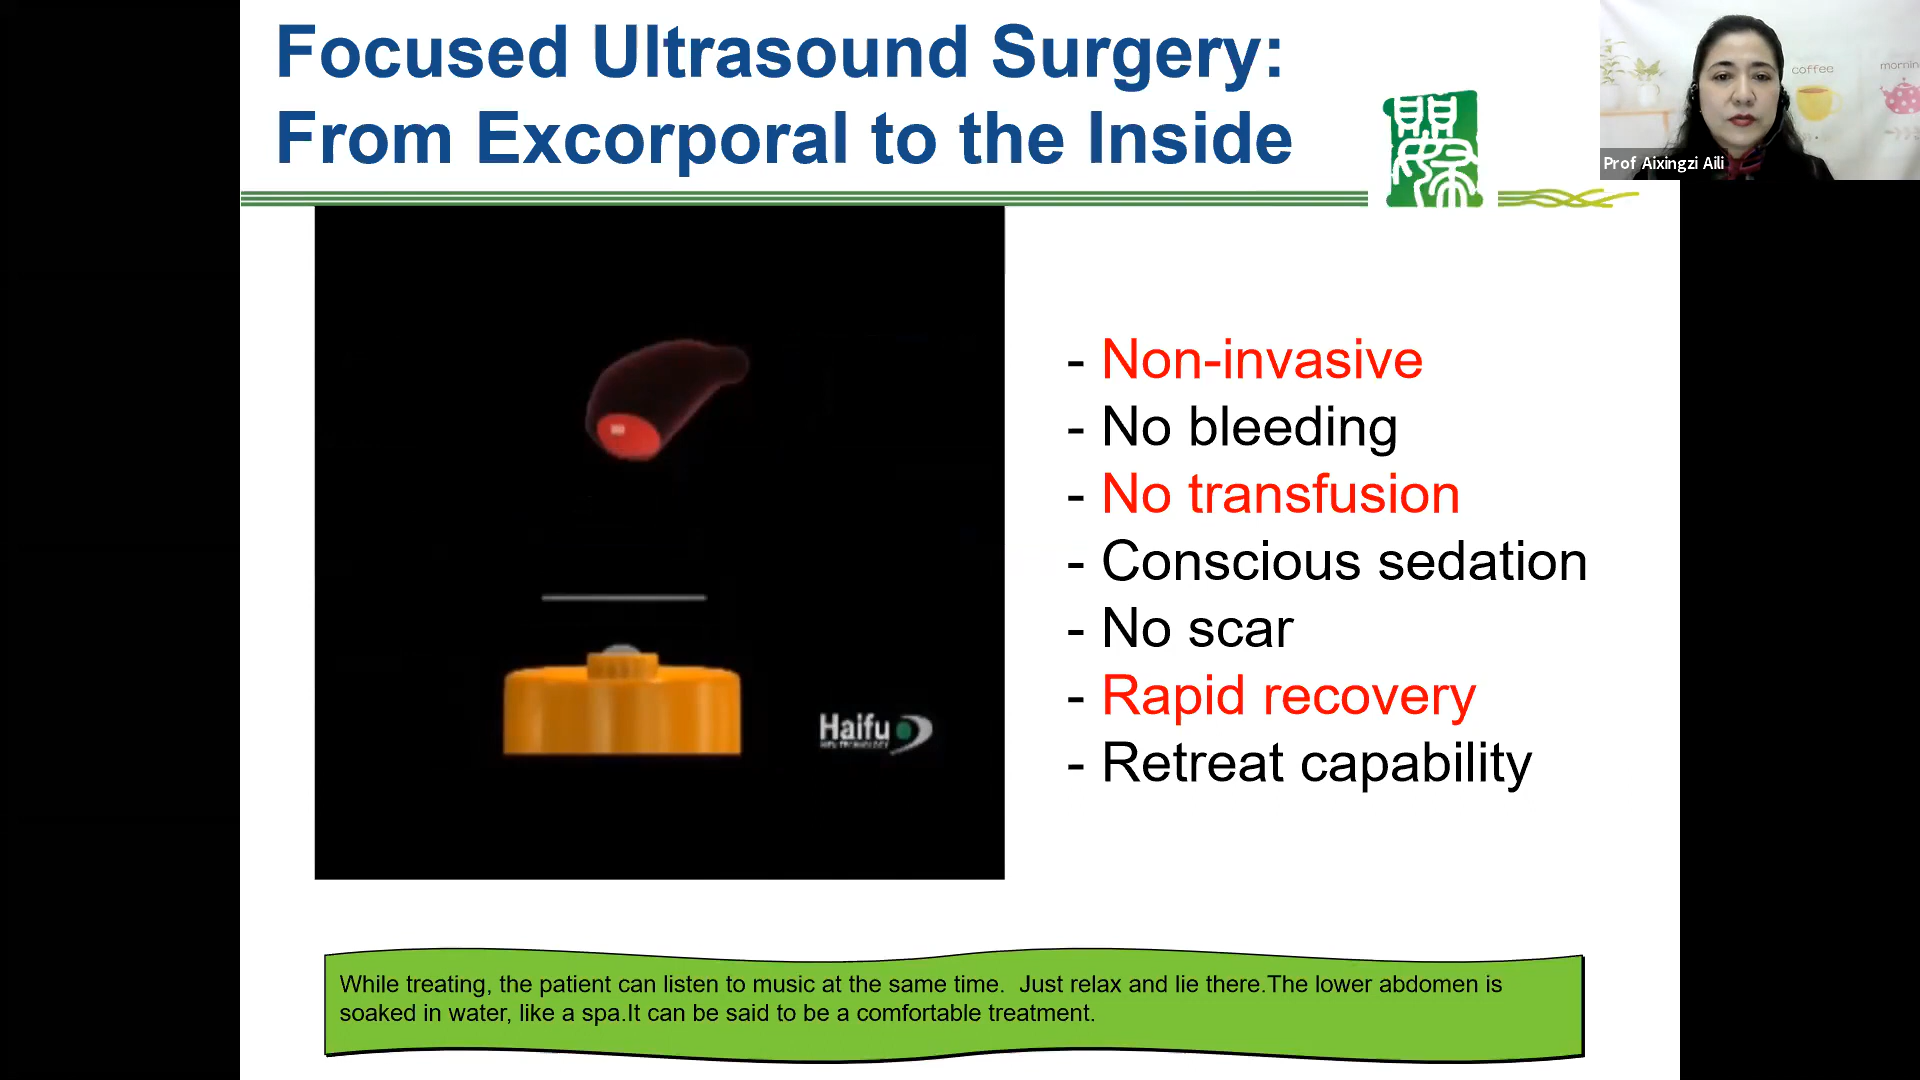 Focused Ultrasound Surgery:
From Excorporal to the Inside
coffee
Prof Aixingzi Aili
- Non-invasive
- No bleeding
- No transfusion
- Conscious sedation
- No scar
- Rapid recovery
- Retreat capability
Haifu
HIFU TECHNOLOGY
While treating, the patient can listen to music at the same time.  Just relax and lie there.The lower abdomen is
soaked in water, like a spa.It can be said to be a comfortable treatment.